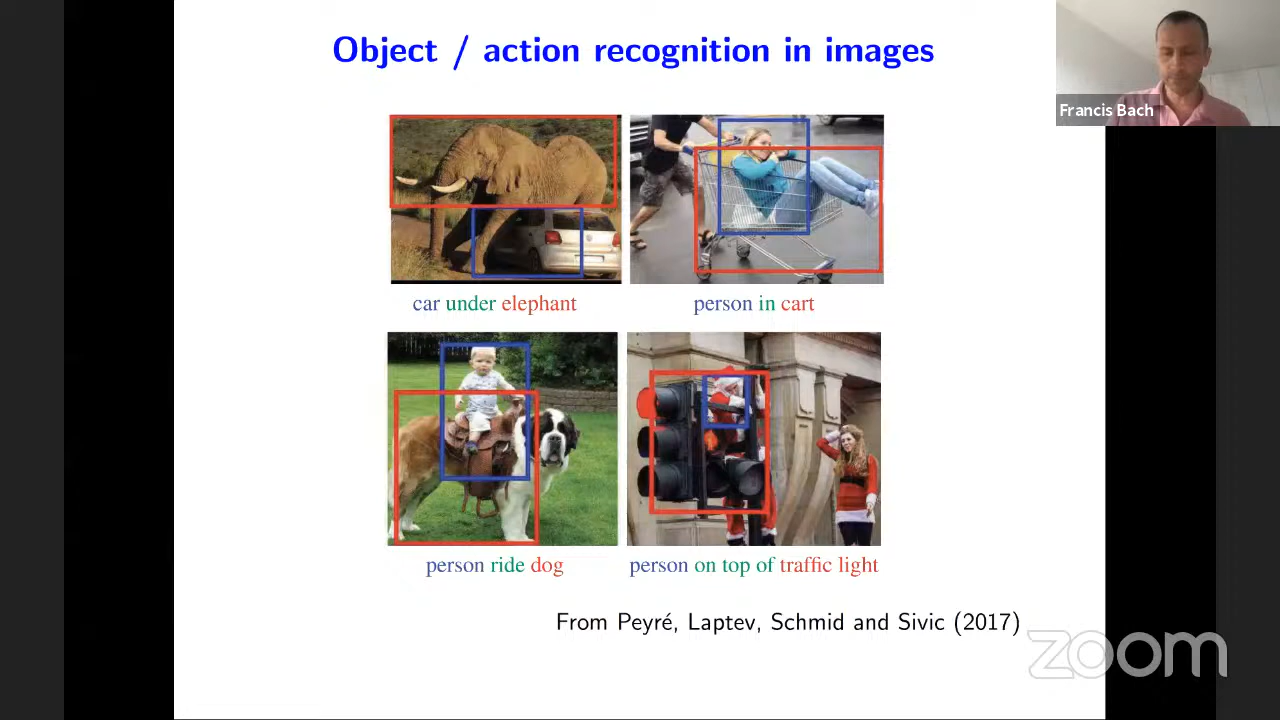 Object / action recognition in images
Francis Bach
car under elephant
person in cart
person ride dog
person on top of traffic light
From Peyré, Laptev, Schmid and Sivic (2017)
zoom